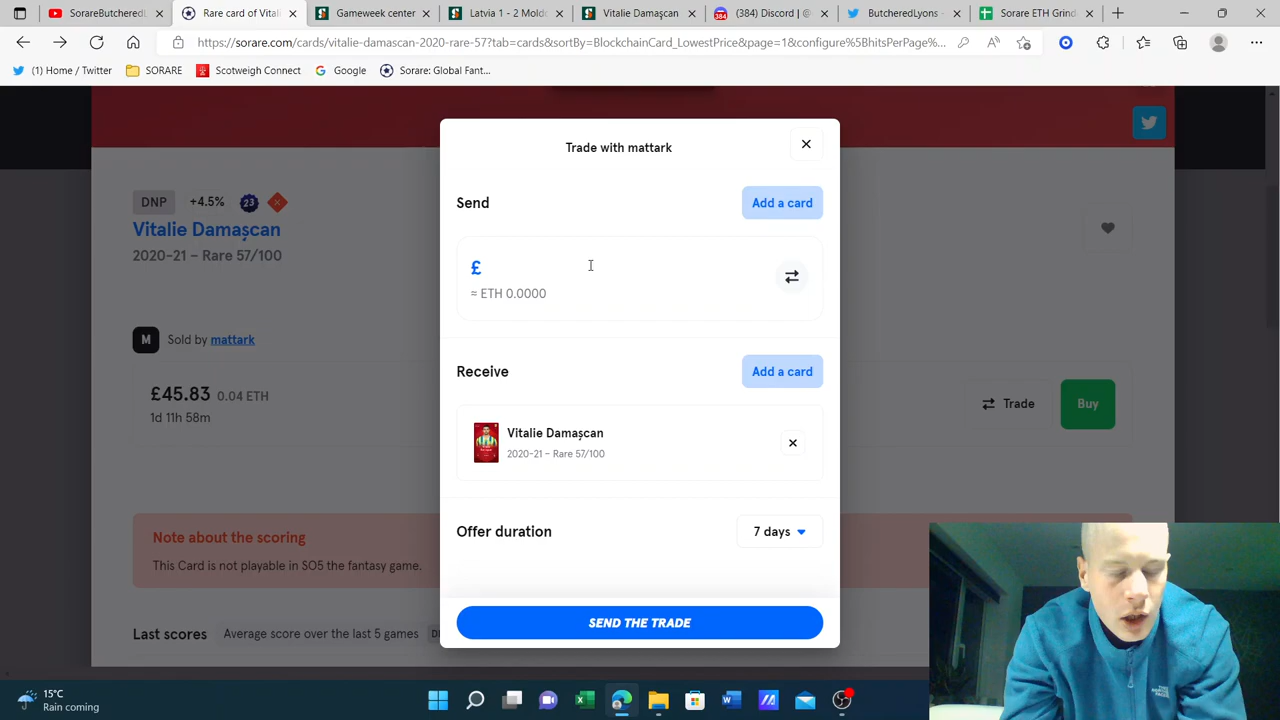 SorareButcheredL
Rare card of Vital
Gameweek center
Latvia 1 - 2 Mold
Vitalie Damaşcan
(384) Discord | @
ButcheredLyons -
Sorare ETH Grind
https://sorare.com/cards/vitalie-damascan-2020-rare-57?tab=cards&sortBy=BlockchainCard_LowestPrice&page=1&configure%5BhitsPerPage%...
(1) Home / Twitter
SORARE
Scotweigh Connect
Google
Sorare: Global Fant...
Trade with mattark
Send
Add a card
£
≈ ETH 0.0000
Receive
Add a card
Vitalie Damaşcan
2020-21 – Rare 57/100
Offer duration
7 days
SEND THE TRADE
DNP
+4.5%
23
Vitalie Damaşcan
2020-21 – Rare 57/100
M
Sold by mattark
£45.83 0.04 ETH
1d 11h 58m
Trade
Buy
Note about the scoring
This Card is not playable in SO5 the fantasy game.
Last scores
Average score over the last 5 games
15°C
Rain coming